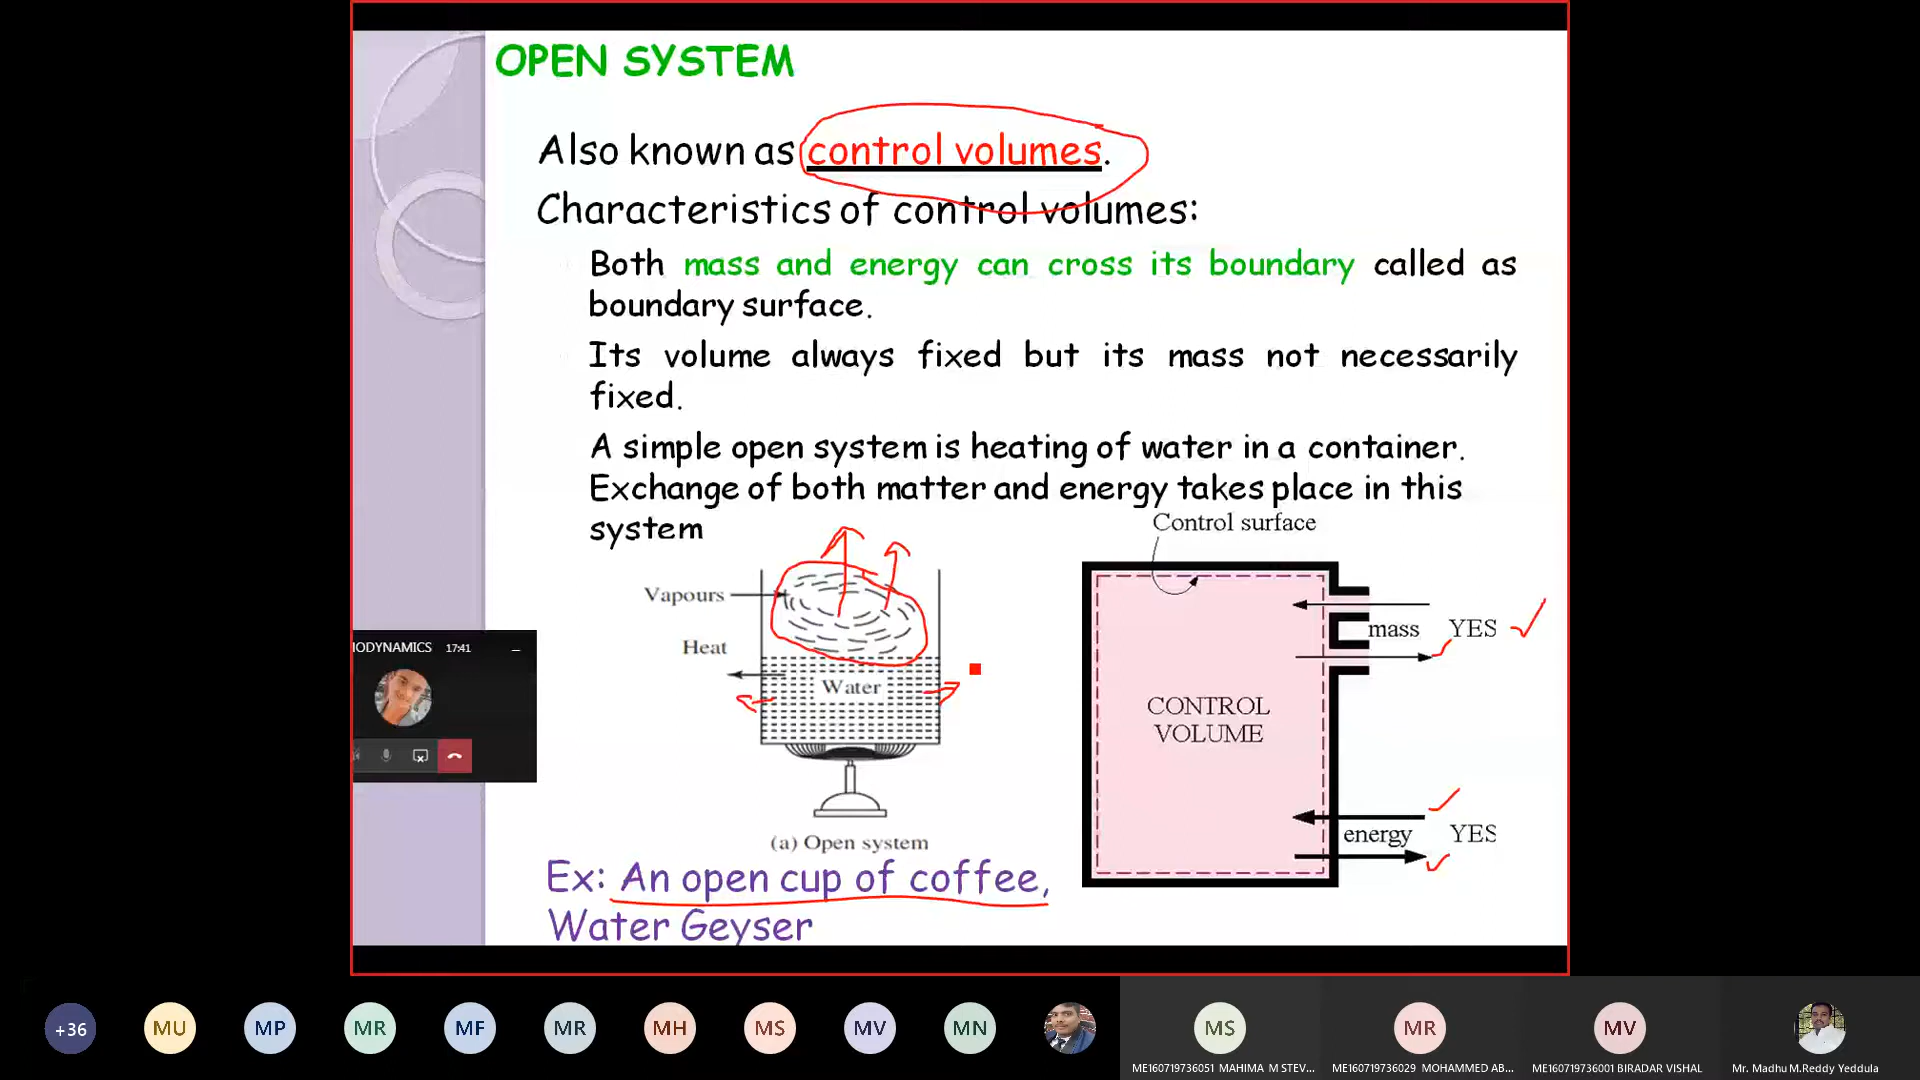 OPEN SYSTEM
Also known as control volumes.
Characteristics of control volumes:
Both mass and energy can cross its boundary called as
boundary surface.
Its volume always fixed but its mass not necessarily
fixed.
A simple open system is heating of water in a container.
Exchange of both matter and energy takes place in this
system
Control surface
Vapours
Heat
Water
(a) Open system
mass YES
CONTROL
VOLUME
energy YES
Ex: An open cup of coffee,
Water Geyser
IODYNAMICS 17:41
+36
MU
MP
MR
MF
MR
MH
MS
MV
MN
MS
MR
MV
ME160719736051 MAHIMA M STEV...
ME160719736029 MOHAMMED AB...
ME160719736001 BIRADAR VISHAL
Mr. Madhu M.Reddy Yeddula